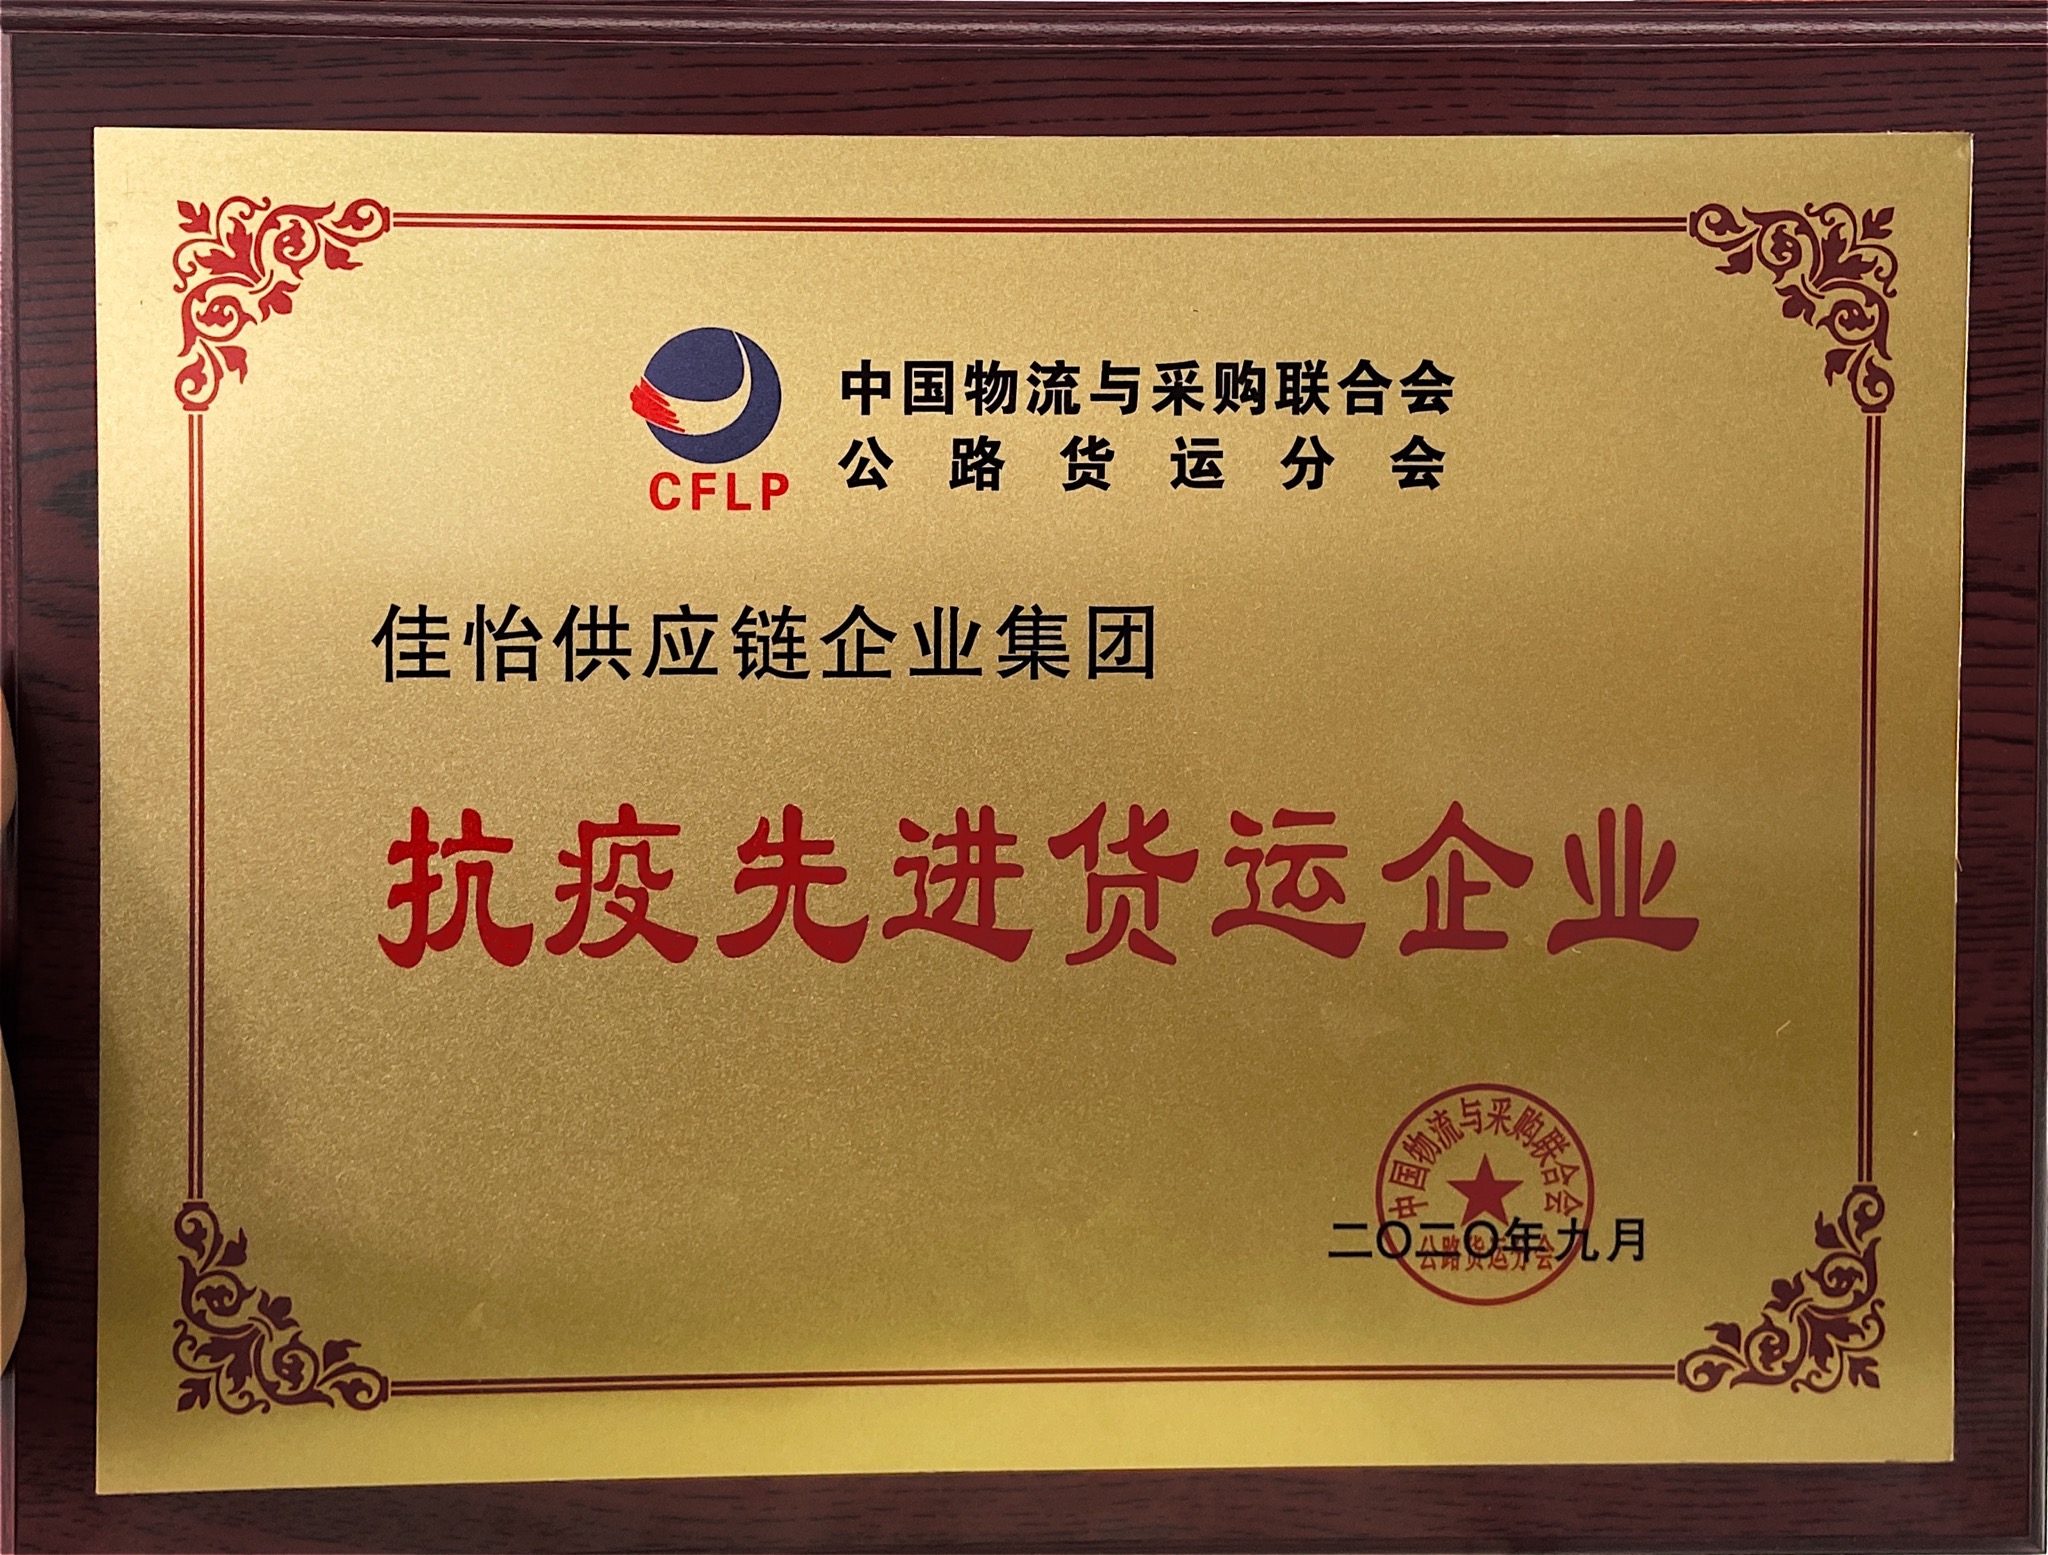 CFLP
中国物流与采购联合会
公路货运分会
佳怡供应链企业集团
抗疫先进货运企业
中国物流与采购联合会
公路货运分会
二〇二〇年九月